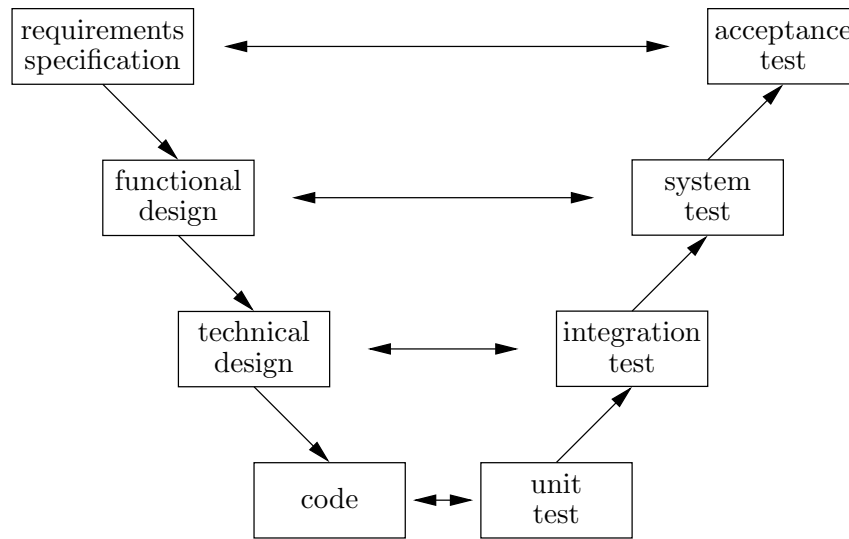 requirements
specification
acceptance
test
functional
design
system
test
technical
design
integration
test
code
unit
test